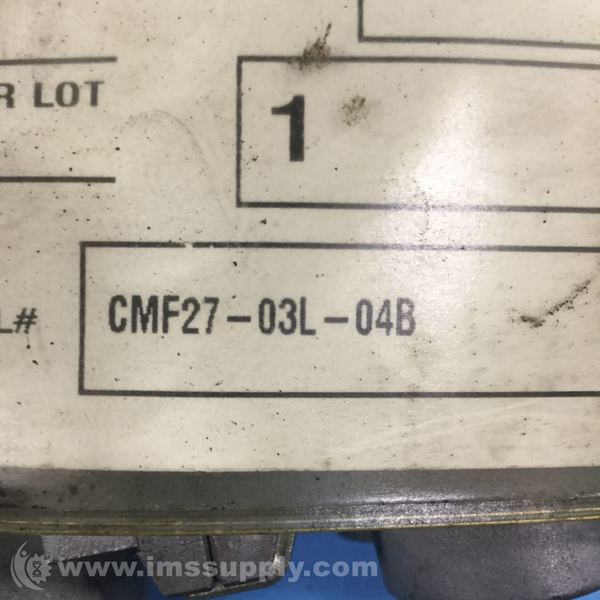 R LOT
1
L# CMF27-03L-04B
www.imssupply.com